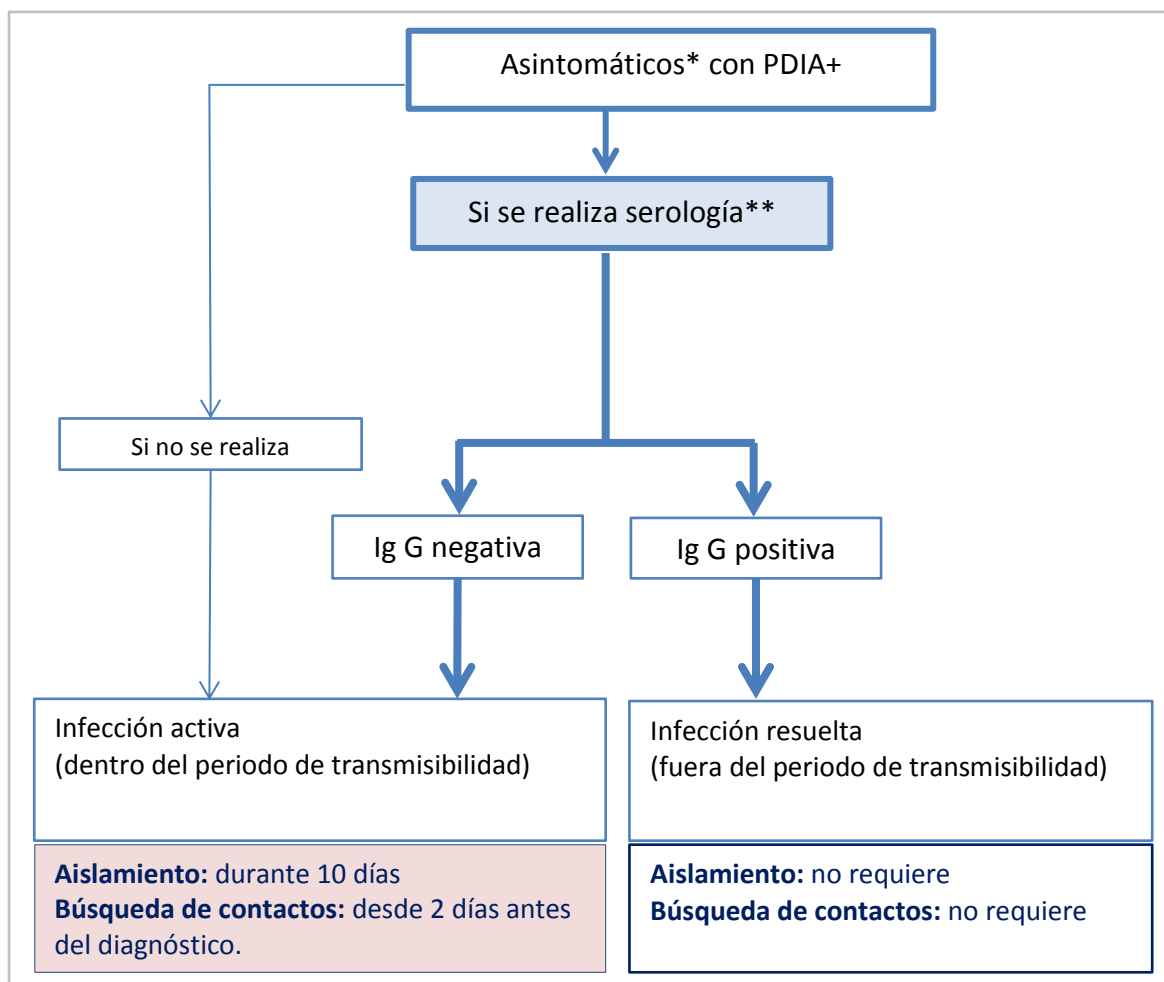 Asintomáticos* con PDIA+
Si se realiza serología**
Si no se realiza
Ig G negativa
Ig G positiva
Infección activa
(dentro del periodo de transmisibilidad)
Infección resuelta
(fuera del periodo de transmisibilidad)
Aislamiento: durante 10 días
Búsqueda de contactos: desde 2 días antes
del diagnóstico.
Aislamiento: no requiere
Búsqueda de contactos: no requiere